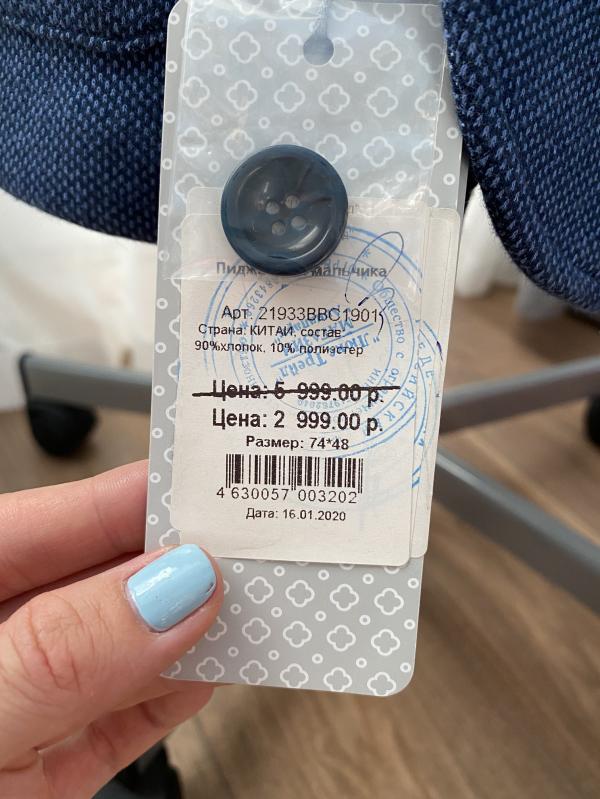 мальчика
Арт. 21933BBC1901
Страна: КИТАЙ, состав:
90%хлопок, 10% полиэстер
Цена: 5 999.00 р.
Цена: 2 999.00 р.
Размер: 74*48
4 630057 003202
Дата: 16.01.2020